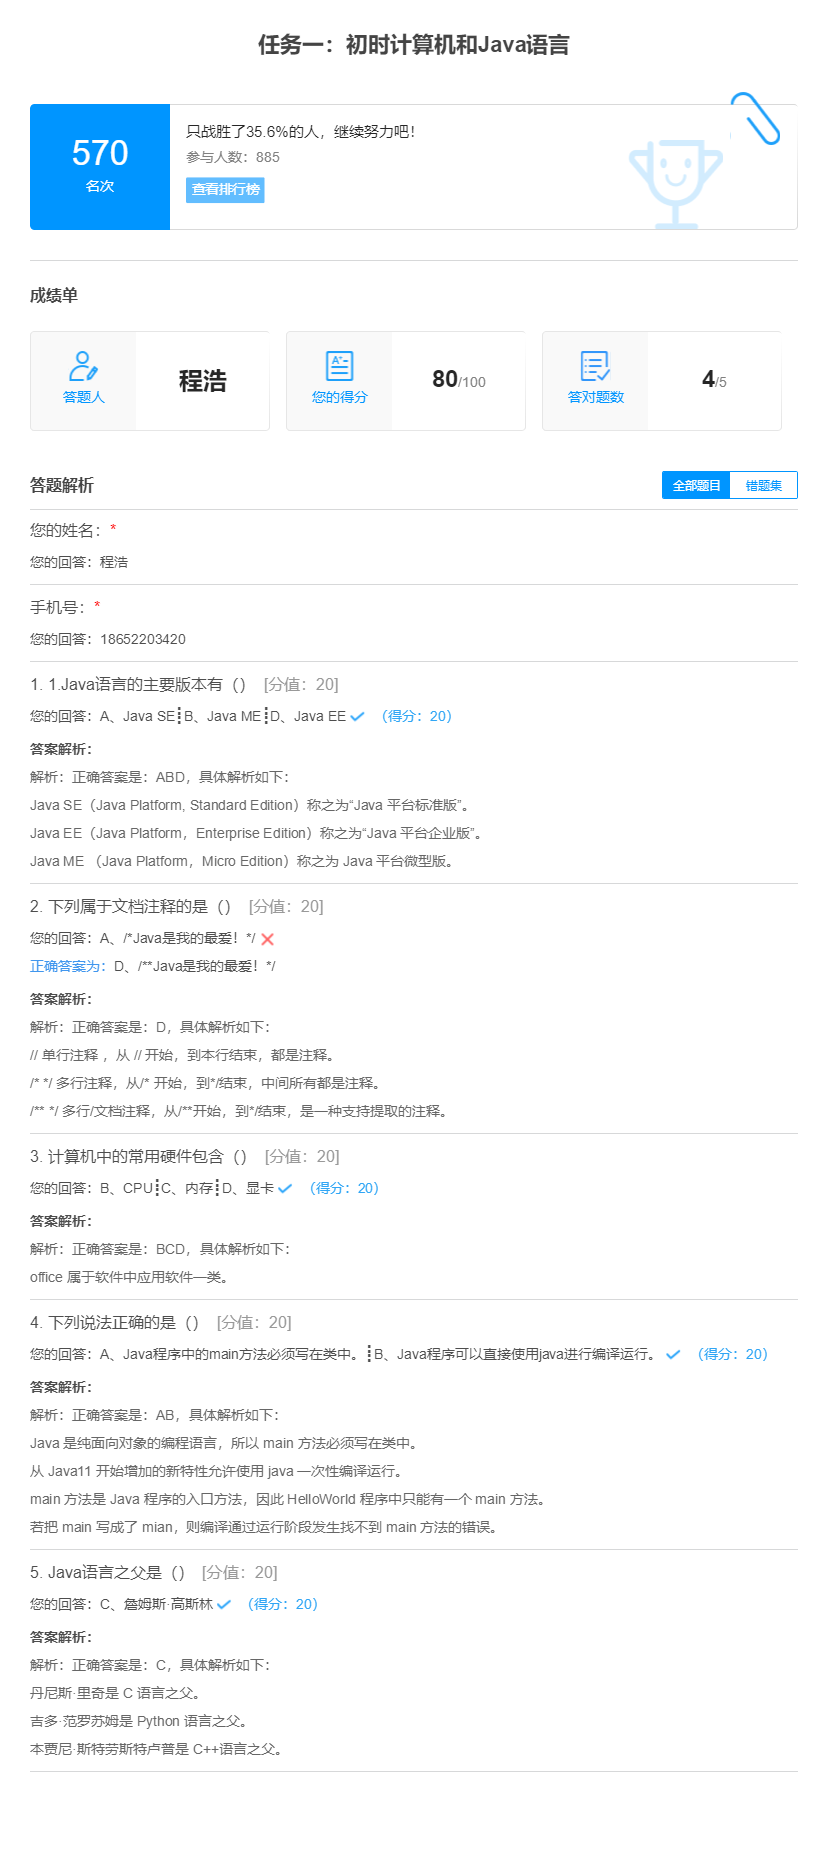 任务一：初时计算机和Java语言
570
名次
只战胜了35.6%的人，继续努力吧！
参与人数：885
查看排行榜
成绩单
答题人
程浩
您的得分
80/100
答对题数
4/5
答题解析
全部题目
错题集
您的姓名：*
您的回答：程浩
手机号：*
您的回答：18652203420
1. 1.Java语言的主要版本有（） [分值：20]
您的回答：A、Java SE┋B、Java ME┋D、Java EE （得分：20）
答案解析：
解析：正确答案是：ABD，具体解析如下：
Java SE（Java Platform, Standard Edition）称之为“Java 平台标准版”。
Java EE（Java Platform，Enterprise Edition）称之为“Java 平台企业版”。
Java ME （Java Platform，Micro Edition）称之为 Java 平台微型版。
2. 下列属于文档注释的是（） [分值：20]
您的回答：A、/*Java是我的最爱！*/
正确答案为：D、/**Java是我的最爱！*/
答案解析：
解析：正确答案是：D，具体解析如下：
// 单行注释 ，从 // 开始，到本行结束，都是注释。
/* */ 多行注释，从/* 开始，到*/结束，中间所有都是注释。
/** */ 多行/文档注释，从/**开始，到*/结束，是一种支持提取的注释。
3. 计算机中的常用硬件包含（） [分值：20]
您的回答：B、CPU┋C、内存┋D、显卡 （得分：20）
答案解析：
解析：正确答案是：BCD，具体解析如下：
office 属于软件中应用软件一类。
4. 下列说法正确的是（） [分值：20]
您的回答：A、Java程序中的main方法必须写在类中。┋B、Java程序可以直接使用java进行编译运行。 （得分：20）
答案解析：
解析：正确答案是：AB，具体解析如下：
Java 是纯面向对象的编程语言，所以 main 方法必须写在类中。
从 Java11 开始增加的新特性允许使用 java 一次性编译运行。
main 方法是 Java 程序的入口方法，因此 HelloWorld 程序中只能有一个 main 方法。
若把 main 写成了 mian，则编译通过运行阶段发生找不到 main 方法的错误。
5. Java语言之父是（） [分值：20]
您的回答：C、詹姆斯·高斯林 （得分：20）
答案解析：
解析：正确答案是：C，具体解析如下：
丹尼斯·里奇是 C 语言之父。
吉多·范罗苏姆是 Python 语言之父。
本贾尼·斯特劳斯特卢普是 C++语言之父。